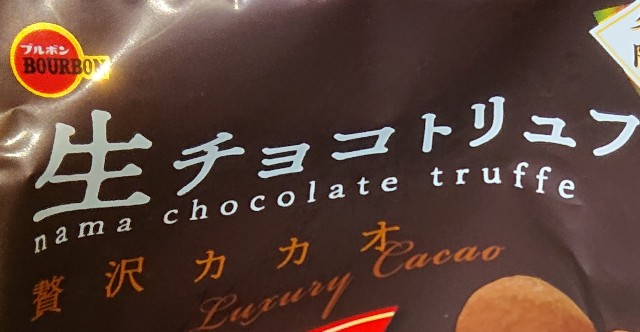 ブルボン
BOURBON
生チョコトリュフ
nama chocolate truffe
贅沢カカオ
Luxury Cacao